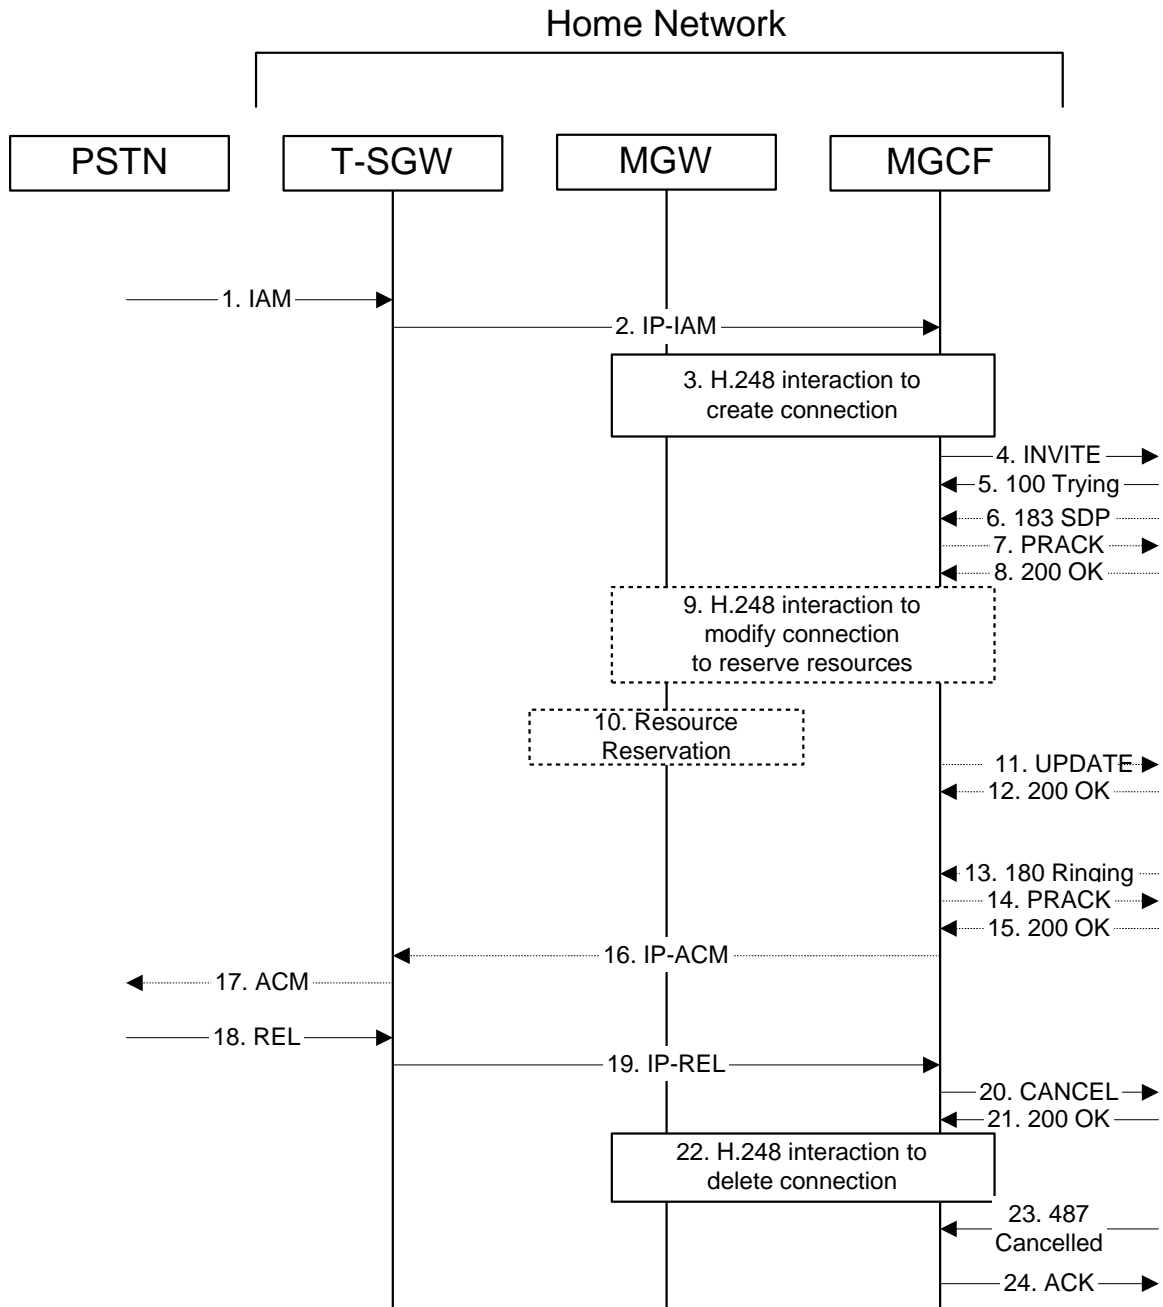 Home Network
PSTN
T-SGW
MGW
MGCF
1. IAM
2. IP-IAM
3. H.248 interaction to
create connection
4. INVITE
5. 100 Trying
6. 183 SDP
7. PRACK
8. 200 OK
9. H.248 interaction to
modify connection
to reserve resources
10. Resource
Reservation
11. UPDATE
12. 200 OK
13. 180 Ringing
14. PRACK
15. 200 OK
16. IP-ACM
17. ACM
18. REL
19. IP-REL
20. CANCEL
21. 200 OK
22. H.248 interaction to
delete connection
23. 487
Cancelled
24. ACK